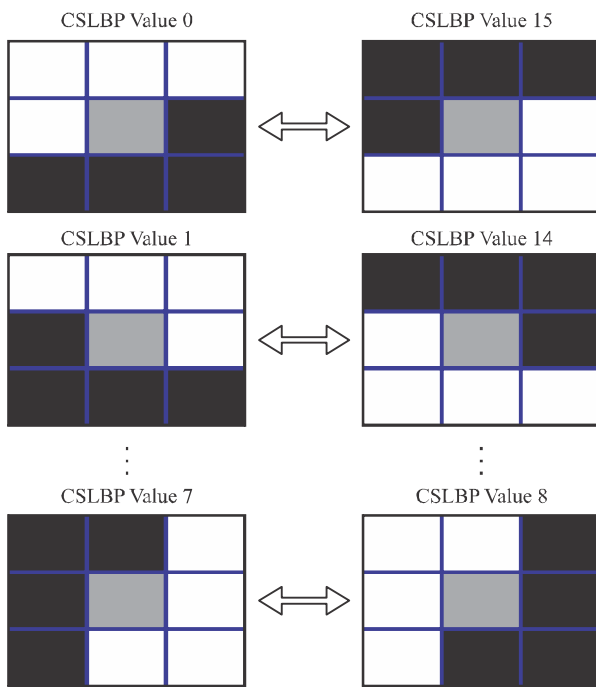 CSLBP Value 0
CSLBP Value 15
CSLBP Value 1
CSLBP Value 14
CSLBP Value 7
CSLBP Value 8